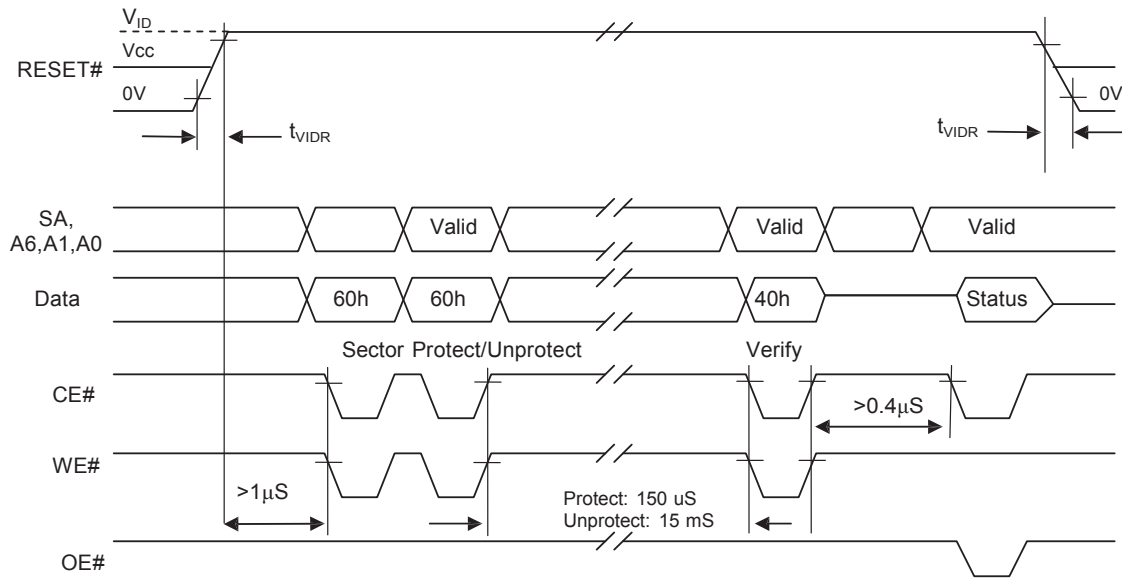 VID
Vcc
RESET#
0V
0V
tVIDR
tVIDR
SA,
A6,A1,A0
Valid
Valid
Valid
Data
60h
60h
40h
Status
Sector Protect/Unprotect
Verify
CE#
>0.4μS
WE#
>1μS
Protect: 150 uS
Unprotect: 15 mS
OE#